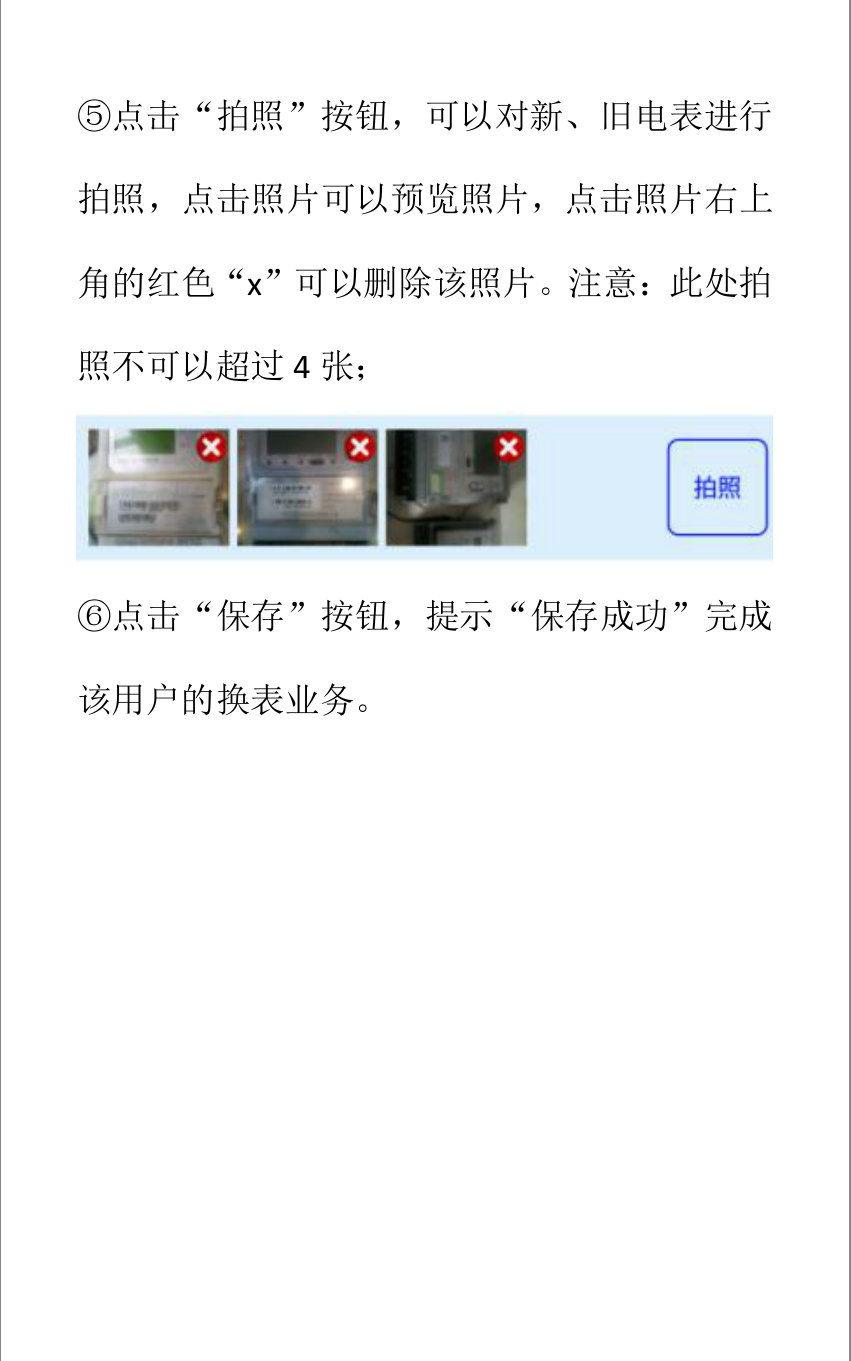 ⑤点击“拍照”按钮，可以对新、旧电表进行
拍照，点击照片可以预览照片，点击照片右上
角的红色“x”可以删除该照片。注意：此处拍
照不可以超过 4 张；
拍照
⑥点击“保存”按钮，提示“保存成功”完成
该用户的换表业务。